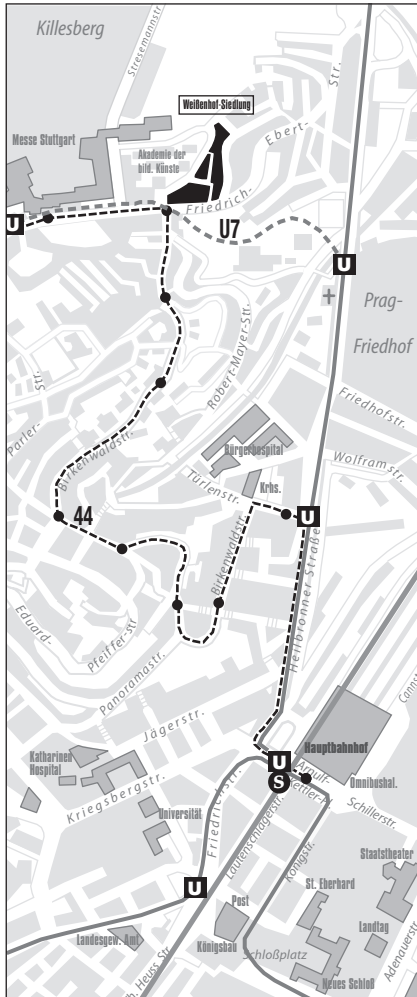 Killesberg
Stresemannstr.
Weißenhof-Siedlung
Messe Stuttgart
Akademie der
bild. Künste
Friedrich-
Ebert-
Str.
U
U7
U
Prag-
Friedhof
Robert-Mayer-Str.
Friedhofstr.
Parler-
Str.
Birkenwaldstr.
Bürgerhospital
Wolframstr.
Türlenstr.
Krhs.
44
U
Birkenwaldstr.
Heilbronner Straße
Eduard-
Pfeiffer-str
Panoramastr.
Jägerstr.
Hauptbahnhof
Katharinen
Hospital
U
S
Arnulf-
Omnibushal.
Kriegsbergstr.
Universität
Friedrichstr.
Lautenschlagerstr.
Königstr.
Schillerstr.
Staatstheater
U
St. Eberhard
Post
Landtag
Landesgew. Amt
Königsbau
Schloßplatz
Adenauerstr
Heuss Str
Neues Schloß